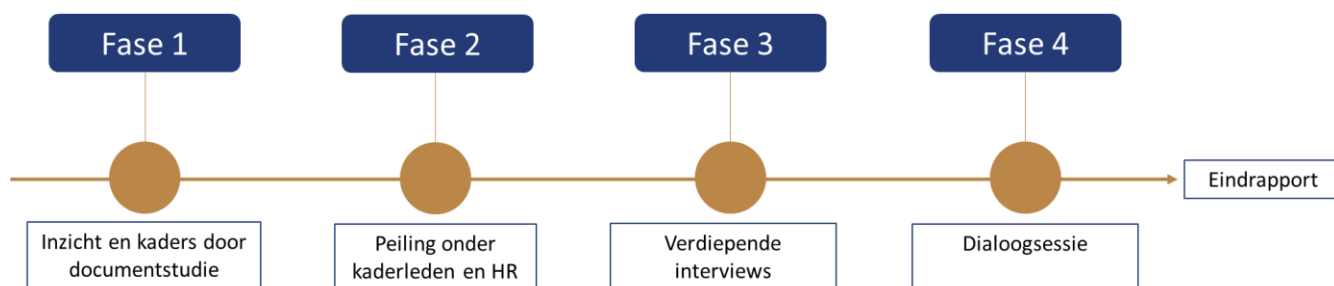 Fase 1
Fase 2
Fase 3
Fase 4
Eindrapport
Inzicht en kaders door
documentstudie
Peiling onder
kaderleden en HR
Verdiepende
interviews
Dialoogsessie